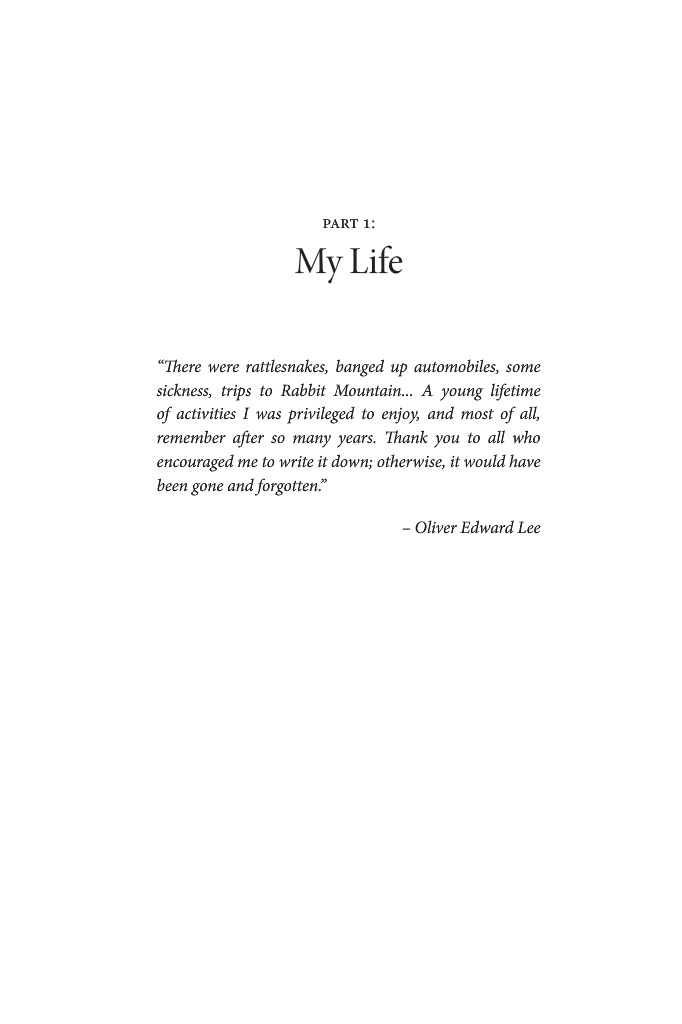 PART 1:
My Life
“There were rattlesnakes, banged up automobiles, some
sickness, trips to Rabbit Mountain... A young lifetime
of activities I was privileged to enjoy, and most of all,
remember after so many years. Thank you to all who
encouraged me to write it down; otherwise, it would have
been gone and forgotten.”
– Oliver Edward Lee